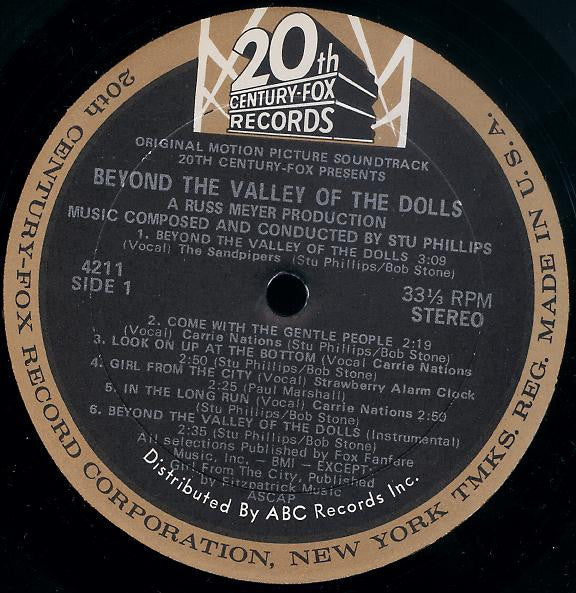 20th
CENTURY-FOX
RECORDS
ORIGINAL MOTION PICTURE SOUNDTRACK
20TH CENTURY-FOX PRESENTS
BEYOND THE VALLEY OF THE DOLLS
A RUSS MEYER PRODUCTION
MUSIC COMPOSED AND CONDUCTED BY STU PHILLIPS
1. BEYOND THE VALLEY OF THE DOLLS 3:09
(Vocal) The Sandpipers (Stu Phillips/Bob Stone)
4211
SIDE 1
33⅓ RPM
STEREO
2. COME WITH THE GENTLE PEOPLE 2:19
(Vocal) Carrie Nations (Stu Phillips/Bob Stone)
3. LOOK ON UP AT THE BOTTOM (Vocal) Carrie Nations
2:50 (Stu Phillips/Bob Stone)
4. GIRL FROM THE CITY (Vocal) Strawberry Alarm Clock
2:25 (Paul Marshall)
5. IN THE LONG RUN (Vocal) Carrie Nations 2:50
(Stu Phillips/Bob Stone)
6. BEYOND THE VALLEY OF THE DOLLS (Instrumental)
2:35 (Stu Phillips/Bob Stone)
All selections Published by Fox Fanfare
Music, Inc. - BMI - EXCEPT-
Girl From The City, Published
by Sitzpatrick Music
ASCAP
Distributed By ABC Records Inc.
20th CENTURY-FOX RECORD CORPORATION, NEW YORK TMKS. REG. MADE IN U.S.A.